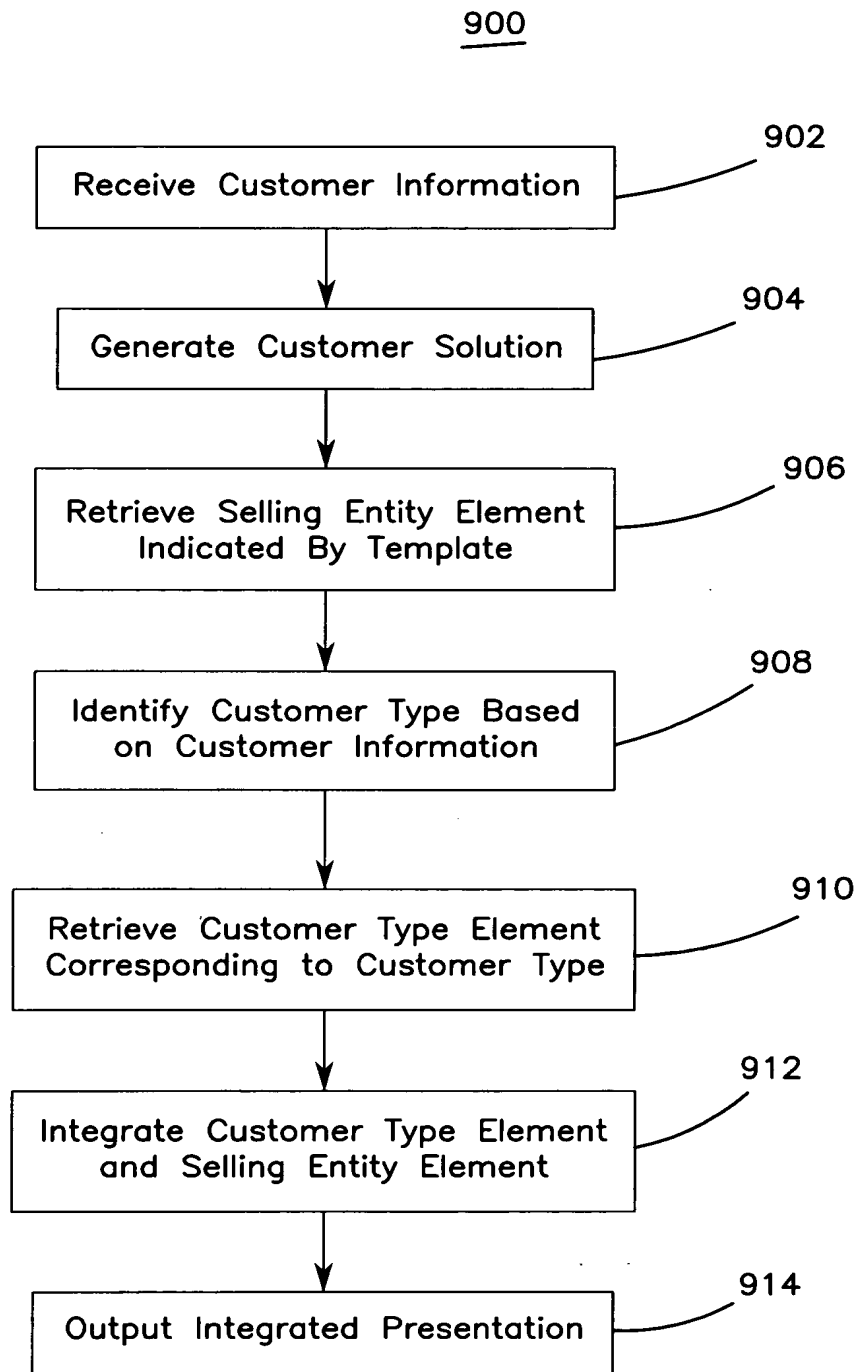 900
902
Receive Customer Information
904
Generate Customer Solution
906
Retrieve Selling Entity Element
Indicated By Template
908
Identify Customer Type Based
on Customer Information
910
Retrieve Customer Type Element
Corresponding to Customer Type
912
Integrate Customer Type Element
and Selling Entity Element
914
Output Integrated Presentation